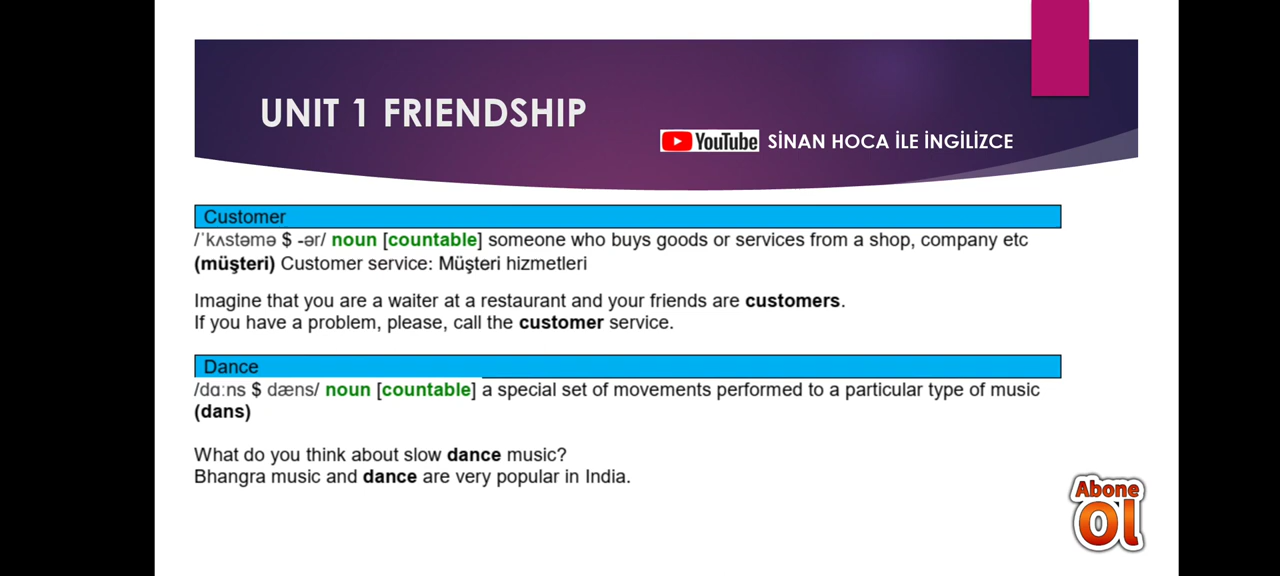 UNIT 1 FRIENDSHIP
YouTube SİNAN HOCA İLE İNGİLİZCE
Customer
/ˈkʌstəmə $ -ər/ noun [countable] someone who buys goods or services from a shop, company etc
(müşteri) Customer service: Müşteri hizmetleri
Imagine that you are a waiter at a restaurant and your friends are customers.
If you have a problem, please, call the customer service.
Dance
/dɑːns $ dæns/ noun [countable] a special set of movements performed to a particular type of music
(dans)
What do you think about slow dance music?
Bhangra music and dance are very popular in India.
Abone
ol